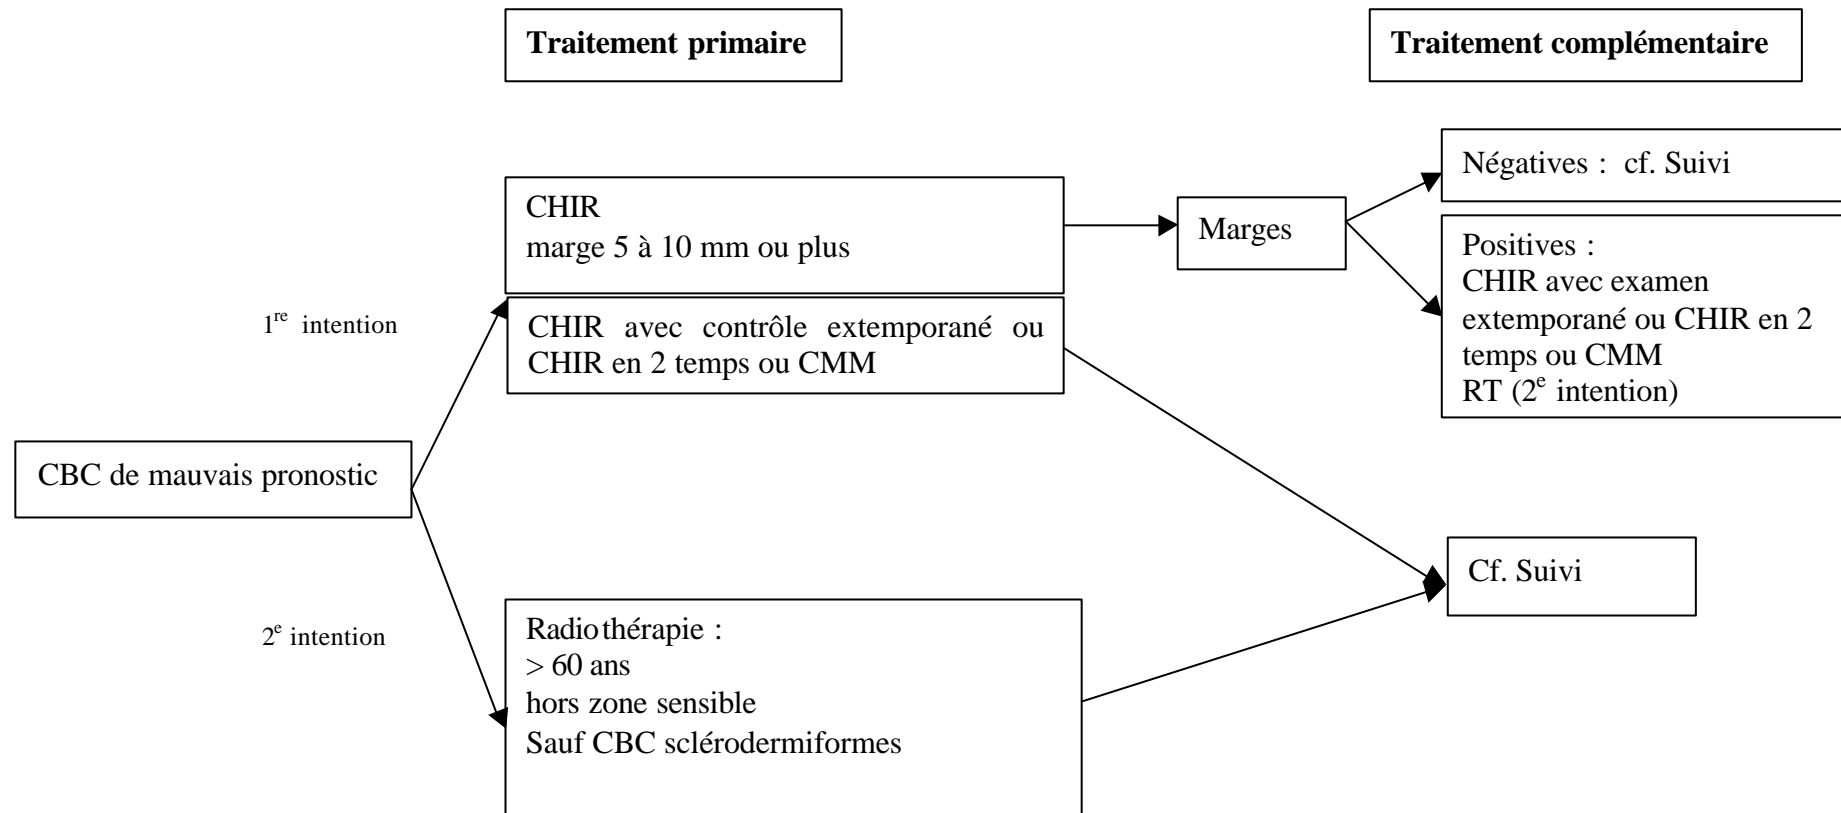 Traitement primaire
Traitement complémentaire
CHIR
marge 5 à 10 mm ou plus
Marges
Négatives : cf. Suivi
Positives :
CHIR avec examen
extemporané ou CHIR en 2
temps ou CMM
RT (2e intention)
1re intention
CHIR avec contrôle extemporané ou
CHIR en 2 temps ou CMM
CBC de mauvais pronostic
Cf. Suivi
2e intention
Radiothérapie :
> 60 ans
hors zone sensible
Sauf CBC sclérodermiformes